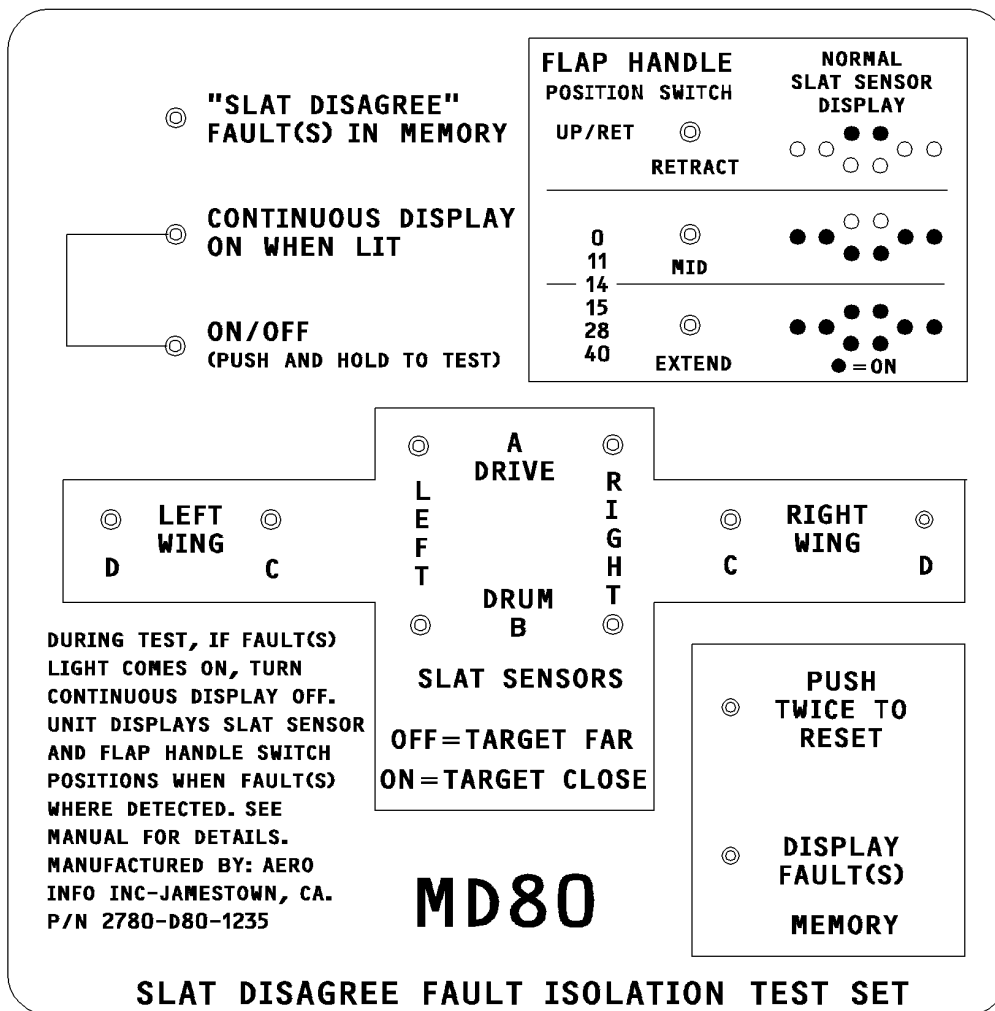 "SLAT DISAGREE"
FAULT(S) IN MEMORY
CONTINUOUS DISPLAY
ON WHEN LIT
ON/OFF
(PUSH AND HOLD TO TEST)
FLAP HANDLE
POSITION SWITCH
NORMAL
SLAT SENSOR
DISPLAY
UP/RET
RETRACT
0
11
14
15
28
40
MID
EXTEND
●=ON
LEFT
WING
D
C
A
DRIVE
LEFT
RIGHT
DRUM
B
SLAT SENSORS
OFF=TARGET FAR
ON=TARGET CLOSE
RIGHT
WING
C
D
DURING TEST, IF FAULT(S)
LIGHT COMES ON, TURN
CONTINUOUS DISPLAY OFF.
UNIT DISPLAYS SLAT SENSOR
AND FLAP HANDLE SWITCH
POSITIONS WHEN FAULT(S)
WHERE DETECTED. SEE
MANUAL FOR DETAILS.
MANUFACTURED BY: AERO
INFO INC-JAMESTOWN, CA.
P/N 2780-D80-1235
MD80
PUSH
TWICE TO
RESET
DISPLAY
FAULT(S)
MEMORY
SLAT DISAGREE FAULT ISOLATION TEST SET